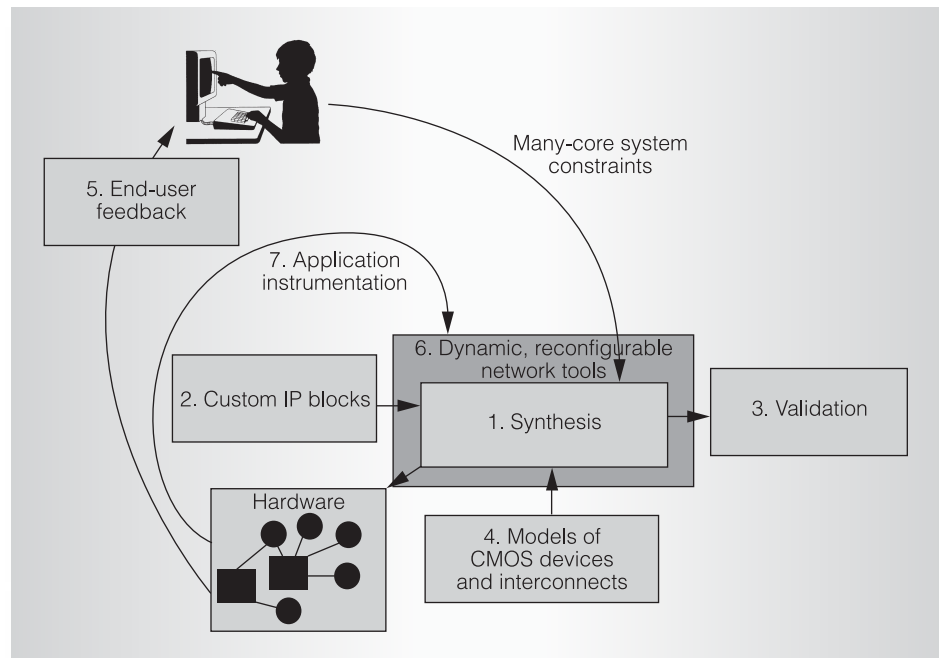 Many-core system
constraints
5. End-user
feedback
7. Application
instrumentation
6. Dynamic, reconfigurable
network tools
2. Custom IP blocks
1. Synthesis
3. Validation
Hardware
4. Models of
CMOS devices
and interconnects